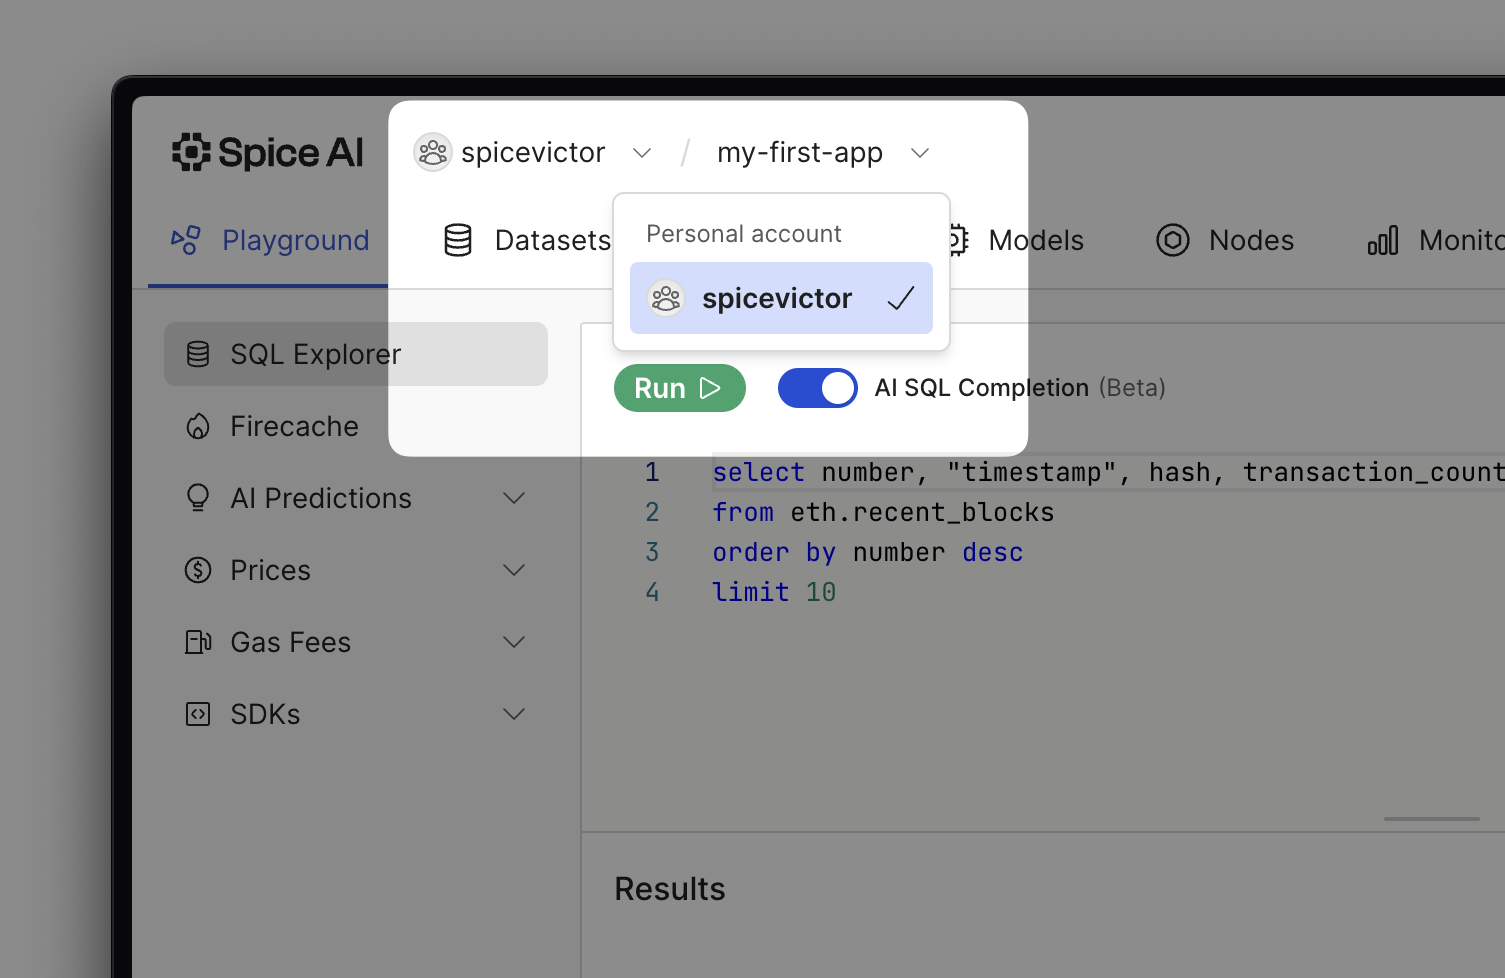 Spice AI
spicevictor / my-first-app
Playground
Datasets
Models
Nodes
Personal account
spicevictor
SQL Explorer
Firecache
AI Predictions
Prices
Gas Fees
SDKs
Run
AI SQL Completion (Beta)
1 select number, "timestamp", hash, transaction_count
2 from eth.recent_blocks
3 order by number desc
4 limit 10
Results